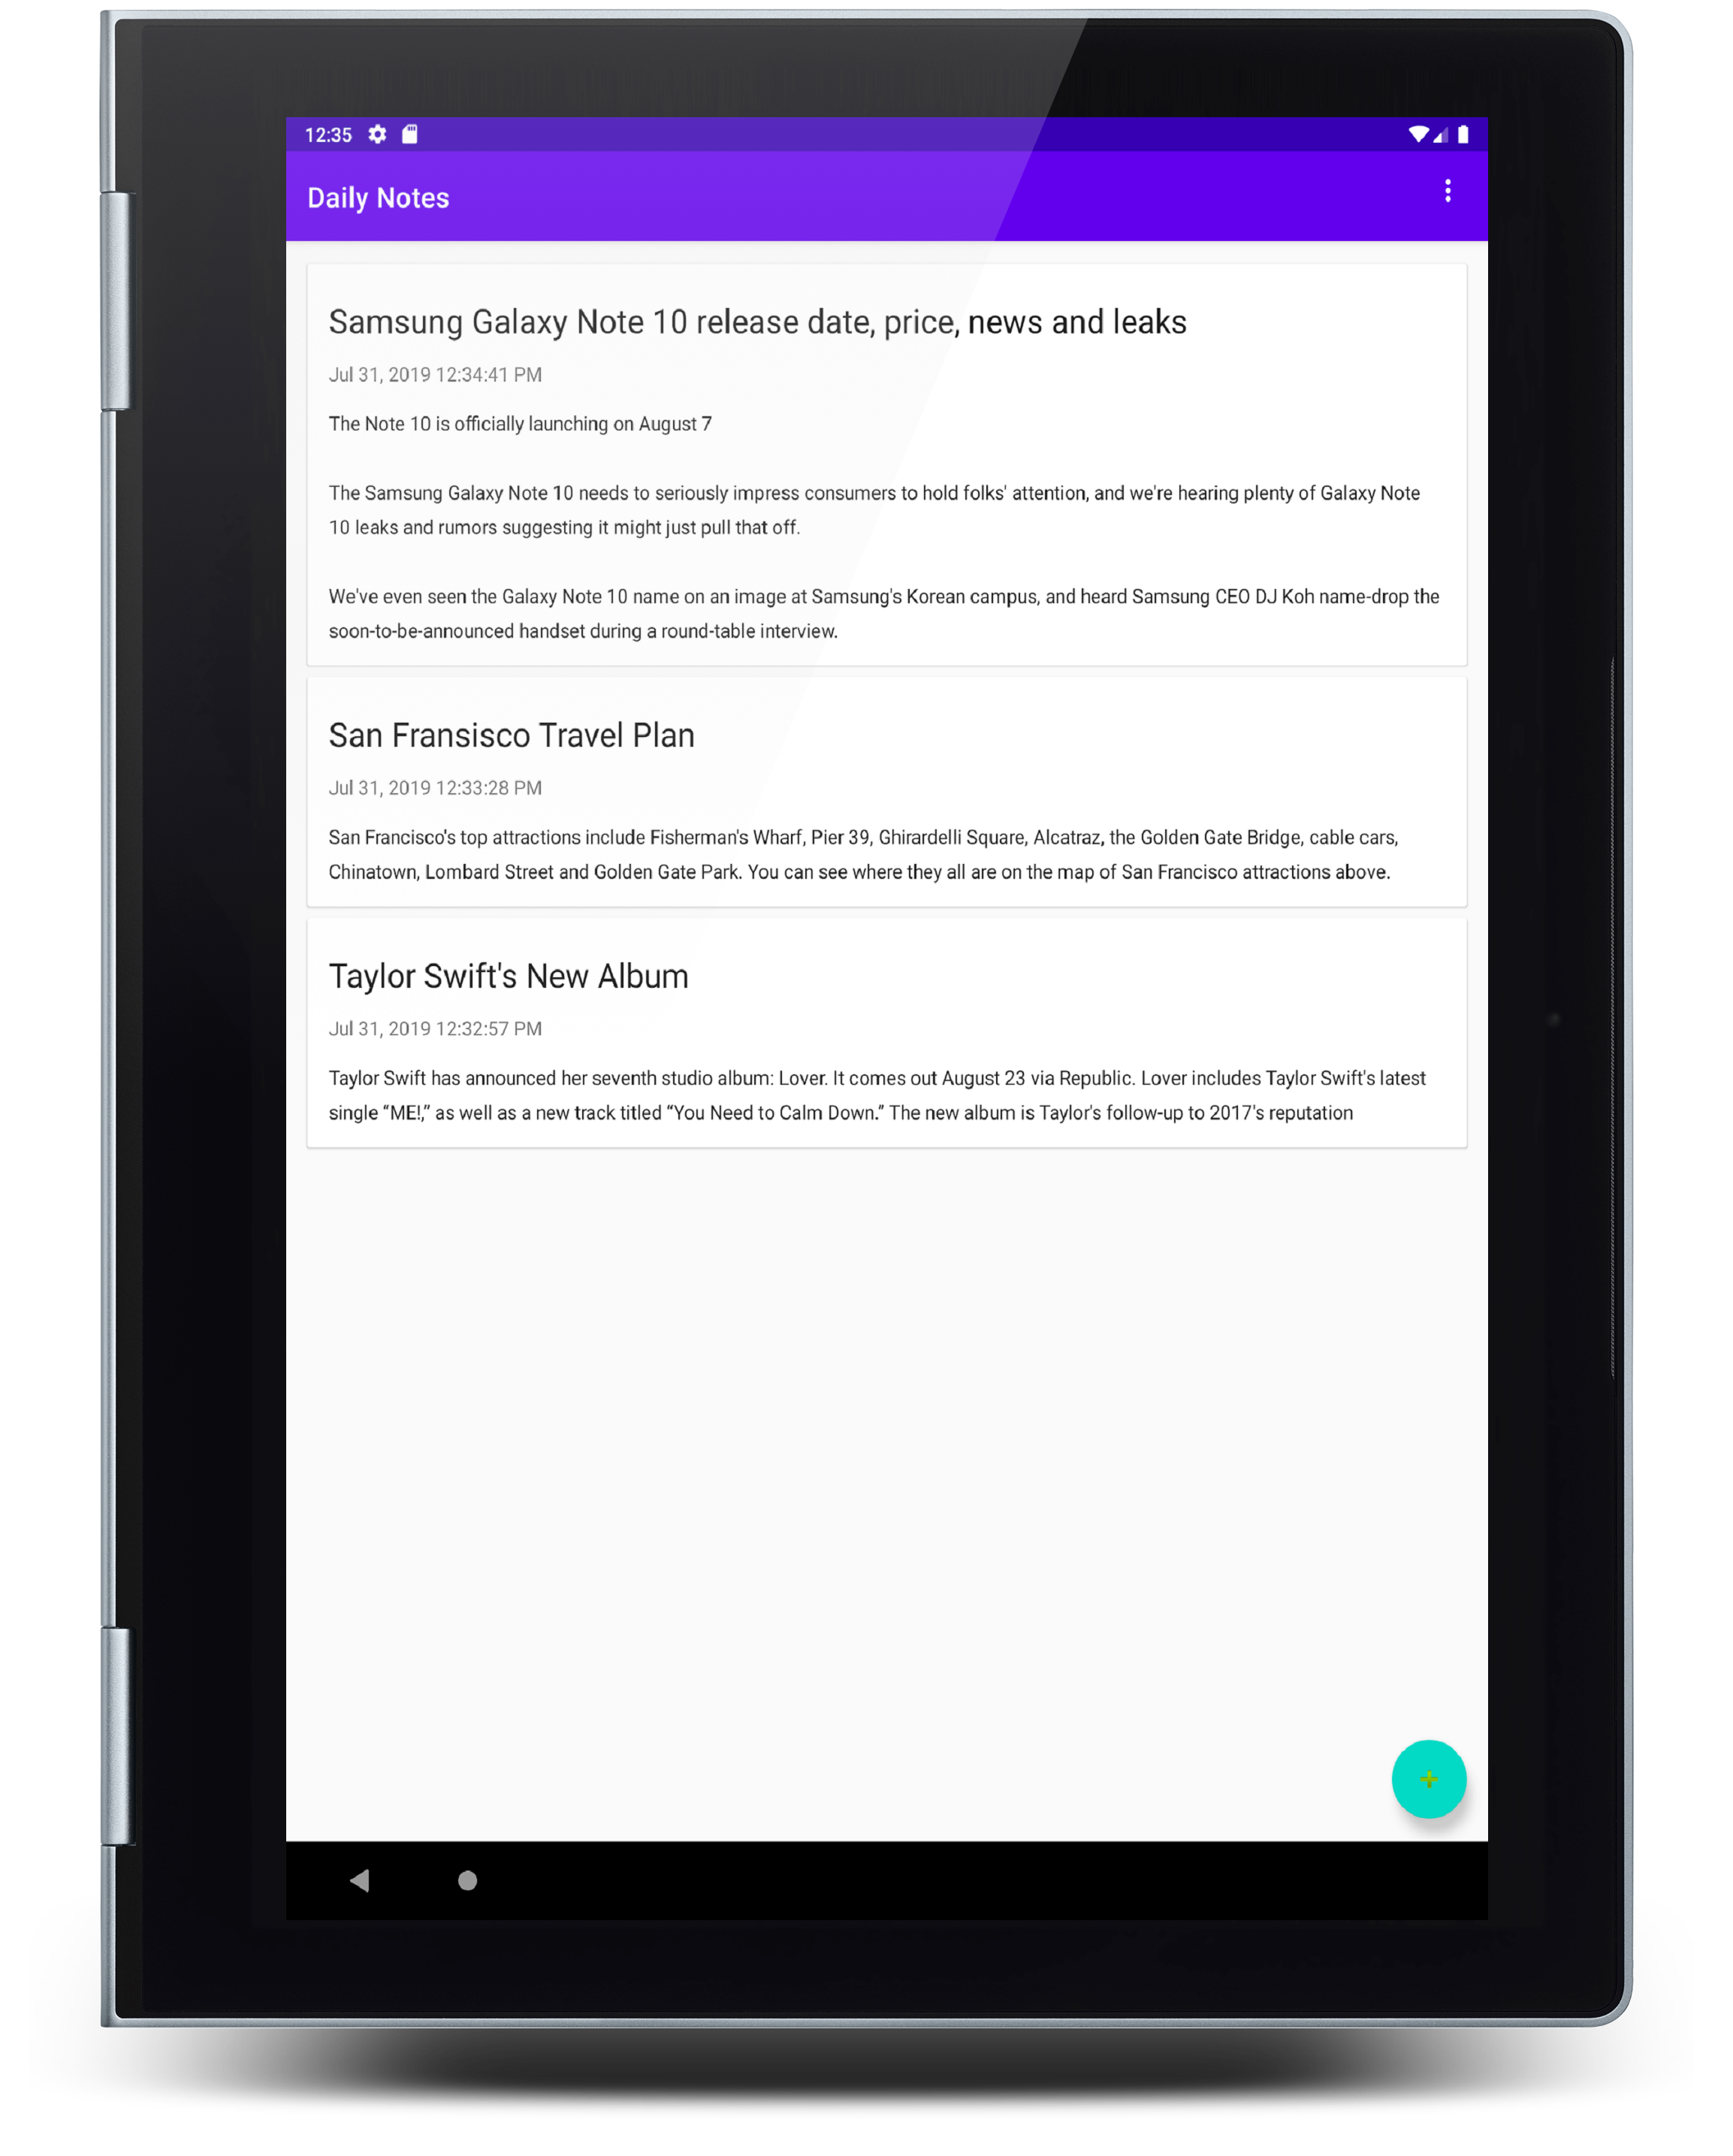 12:35
Daily Notes
Samsung Galaxy Note 10 release date, price, news and leaks
Jul 31, 2019 12:34:41 PM
The Note 10 is officially launching on August 7
The Samsung Galaxy Note 10 needs to seriously impress consumers to hold folks' attention, and we're hearing plenty of Galaxy Note
10 leaks and rumors suggesting it might just pull that off.
We've even seen the Galaxy Note 10 name on an image at Samsung's Korean campus, and heard Samsung CEO DJ Koh name-drop the
soon-to-be-announced handset during a round-table interview.
San Fransisco Travel Plan
Jul 31, 2019 12:33:28 PM
San Francisco's top attractions include Fisherman's Wharf, Pier 39, Ghirardelli Square, Alcatraz, the Golden Gate Bridge, cable cars,
Chinatown, Lombard Street and Golden Gate Park. You can see where they all are on the map of San Francisco attractions above.
Taylor Swift's New Album
Jul 31, 2019 12:32:57 PM
Taylor Swift has announced her seventh studio album: Lover. It comes out August 23 via Republic. Lover includes Taylor Swift's latest
single “ME!,” as well as a new track titled “You Need to Calm Down.” The new album is Taylor's follow-up to 2017's reputation